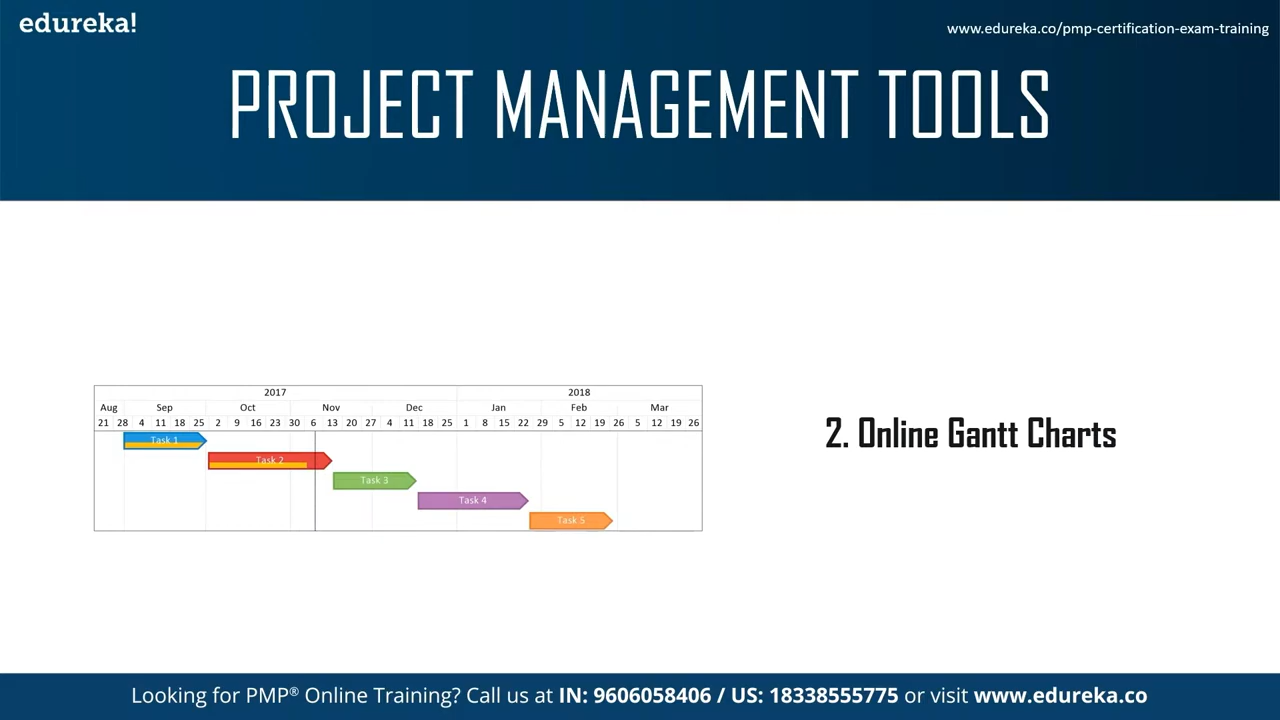 edureka!
www.edureka.co/pmp-certification-exam-training
PROJECT MANAGEMENT TOOLS
2017 2018
Aug Sep Oct Nov Dec Jan Feb Mar
21 28 4 11 18 25 2 9 16 23 30 6 13 20 27 4 11 18 25 1 8 15 22 29 5 12 19 26 5 12 19 26
Task 1
Task 2
Task 3
Task 4
Task 5
2. Online Gantt Charts
Looking for PMP® Online Training? Call us at IN: 9606058406 / US: 18338555775 or visit www.edureka.co